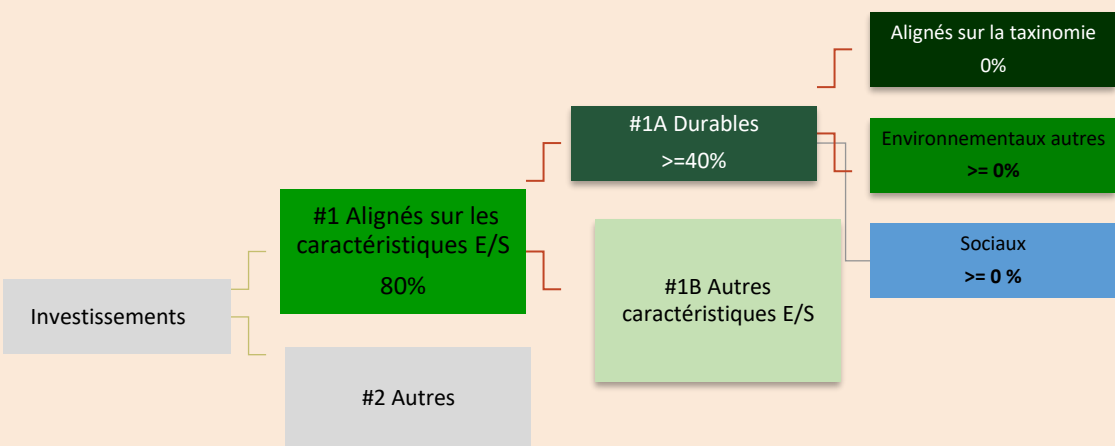 Investissements
#1 Alignés sur les
caractéristiques E/S
80%
#2 Autres
#1A Durables
>=40%
#1B Autres
caractéristiques E/S
Alignés sur la taxinomie
0%
Environnementaux autres
>= 0%
Sociaux
>= 0 %